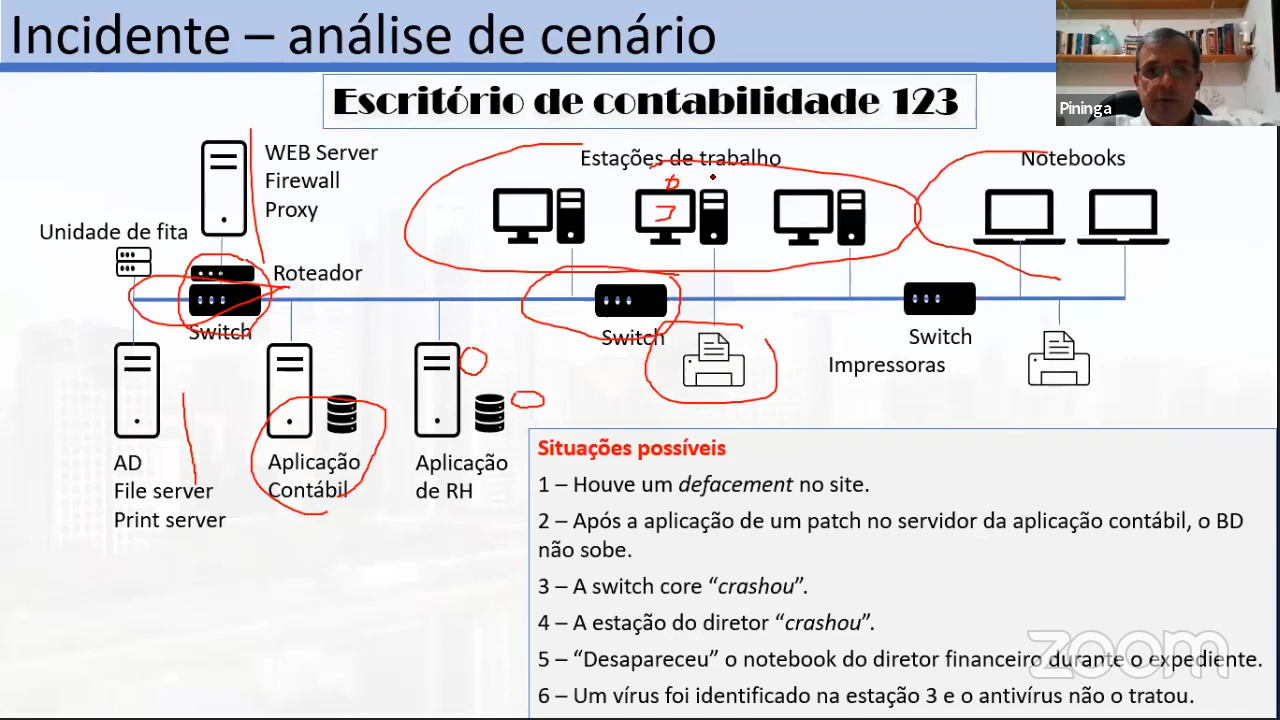 Incidente – análise de cenário
Pininga
Escritório de contabilidade 123
WEB Server
Firewall
Proxy
Estações de trabalho
Notebooks
Unidade de fita
Roteador
Switch
Switch
Switch
Impressoras
AD
File server
Print server
Aplicação
Contábil
Aplicação
de RH
Situações possíveis
1 – Houve um defacement no site.
2 – Após a aplicação de um patch no servidor da aplicação contábil, o BD
não sobe.
3 – A switch core “crashou”.
4 – A estação do diretor “crashou”.
5 – “Desapareceu” o notebook do diretor financeiro durante o expediente.
6 – Um vírus foi identificado na estação 3 e o antivírus não o tratou.
zoom